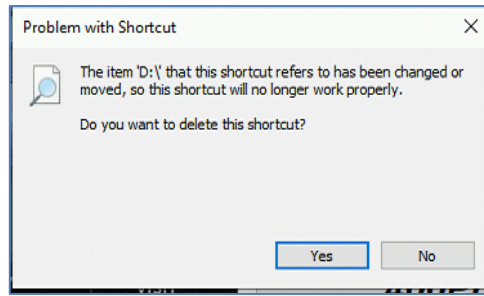 Problem with Shortcut
The item 'D:\' that this shortcut refers to has been changed or
moved, so this shortcut will no longer work properly.
Do you want to delete this shortcut?
Yes
No